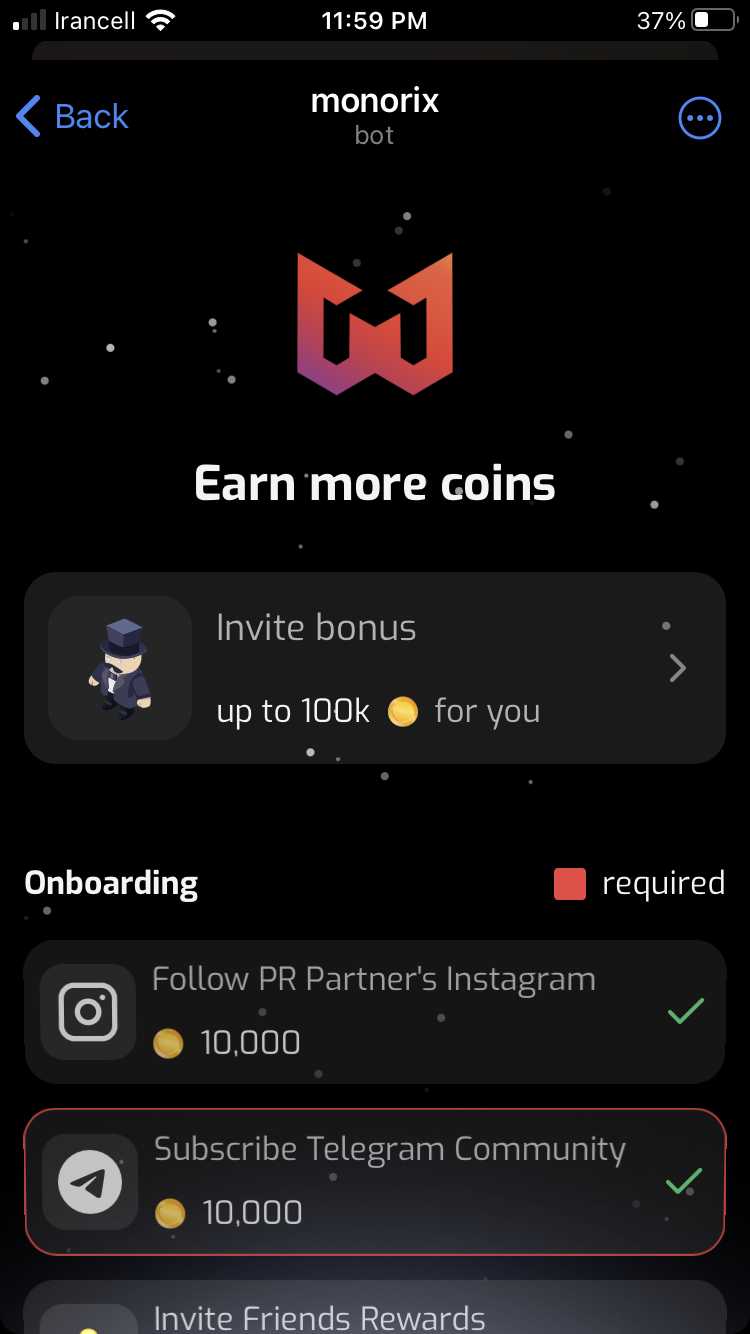 Irancell 11:59 PM 37%
Back
monorix
bot
Earn more coins
Invite bonus
up to 100k for you
Onboarding required
Follow PR Partner's Instagram
10,000
Subscribe Telegram Community
10,000
Invite Friends Rewards